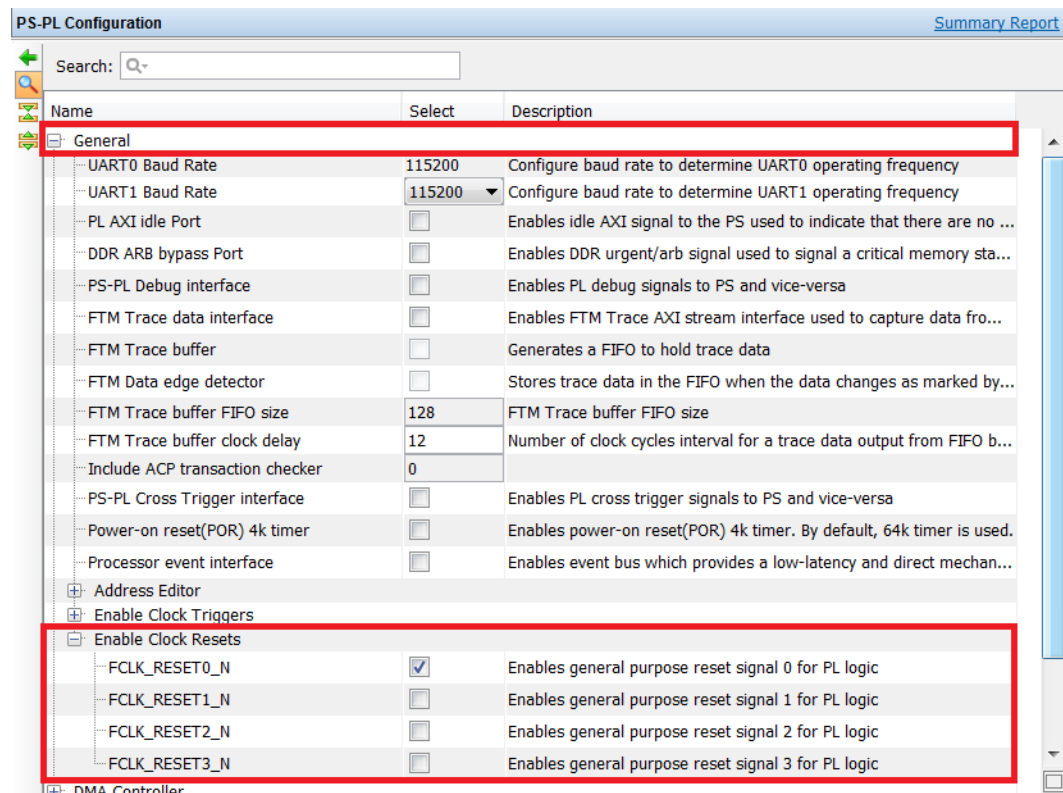 PS-PL Configuration Summary Report
Search:
Name Select Description
General
UART0 Baud Rate 115200 Configure baud rate to determine UART0 operating frequency
UART1 Baud Rate 115200 Configure baud rate to determine UART1 operating frequency
PL AXI idle Port Enables idle AXI signal to the PS used to indicate that there are no ...
DDR ARB bypass Port Enables DDR urgent/arb signal used to signal a critical memory sta...
PS-PL Debug interface Enables PL debug signals to PS and vice-versa
FTM Trace data interface Enables FTM Trace AXI stream interface used to capture data fro...
FTM Trace buffer Generates a FIFO to hold trace data
FTM Data edge detector Stores trace data in the FIFO when the data changes as marked by...
FTM Trace buffer FIFO size 128 FTM Trace buffer FIFO size
FTM Trace buffer clock delay 12 Number of clock cycles interval for a trace data output from FIFO b...
Include ACP transaction checker 0
PS-PL Cross Trigger interface Enables PL cross trigger signals to PS and vice-versa
Power-on reset(POR) 4k timer Enables power-on reset(POR) 4k timer. By default, 64k timer is used.
Processor event interface Enables event bus which provides a low-latency and direct mechan...
Address Editor
Enable Clock Triggers
Enable Clock Resets
FCLK_RESET0_N Enables general purpose reset signal 0 for PL logic
FCLK_RESET1_N Enables general purpose reset signal 1 for PL logic
FCLK_RESET2_N Enables general purpose reset signal 2 for PL logic
FCLK_RESET3_N Enables general purpose reset signal 3 for PL logic
DMA Controller